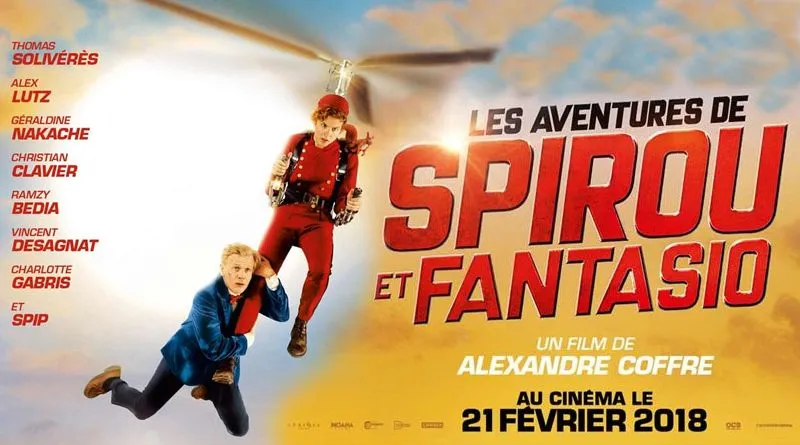 THOMAS
SOLIVÉRÈS
ALEX
LUTZ
GÉRALDINE
NAKACHE
CHRISTIAN
CLAVIER
RAMZY
BEDIA
VINCENT
DESAGNAT
CHARLOTTE
GABRIS
ET
SPIP
LES AVENTURES DE
SPIROU
ET FANTASIO
UN FILM DE
ALEXANDRE COFFRE
AU CINÉMA LE
21 FÉVRIER 2018
OCS